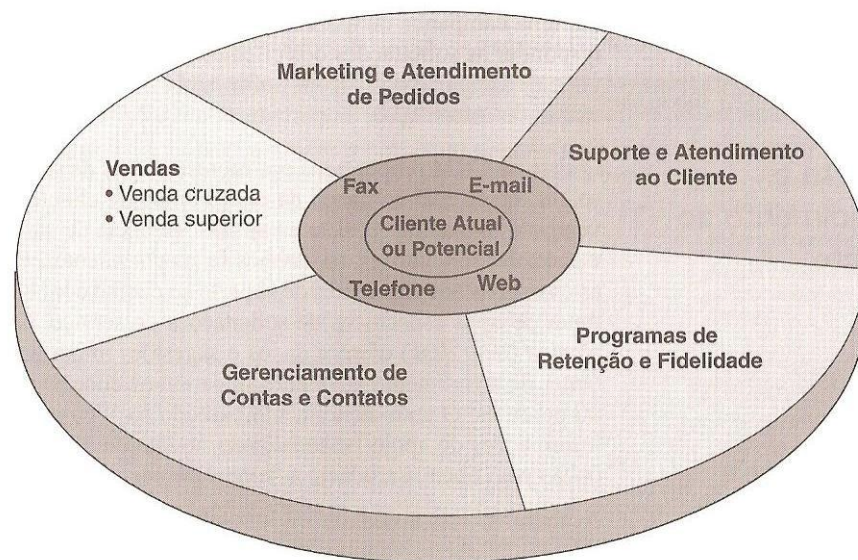 Marketing e Atendimento
de Pedidos
Suporte e Atendimento
ao Cliente
Vendas
• Venda cruzada
• Venda superior
Fax
E-mail
Cliente Atual
ou Potencial
Telefone
Web
Programas de
Retenção e Fidelidade
Gerenciamento de
Contas e Contatos